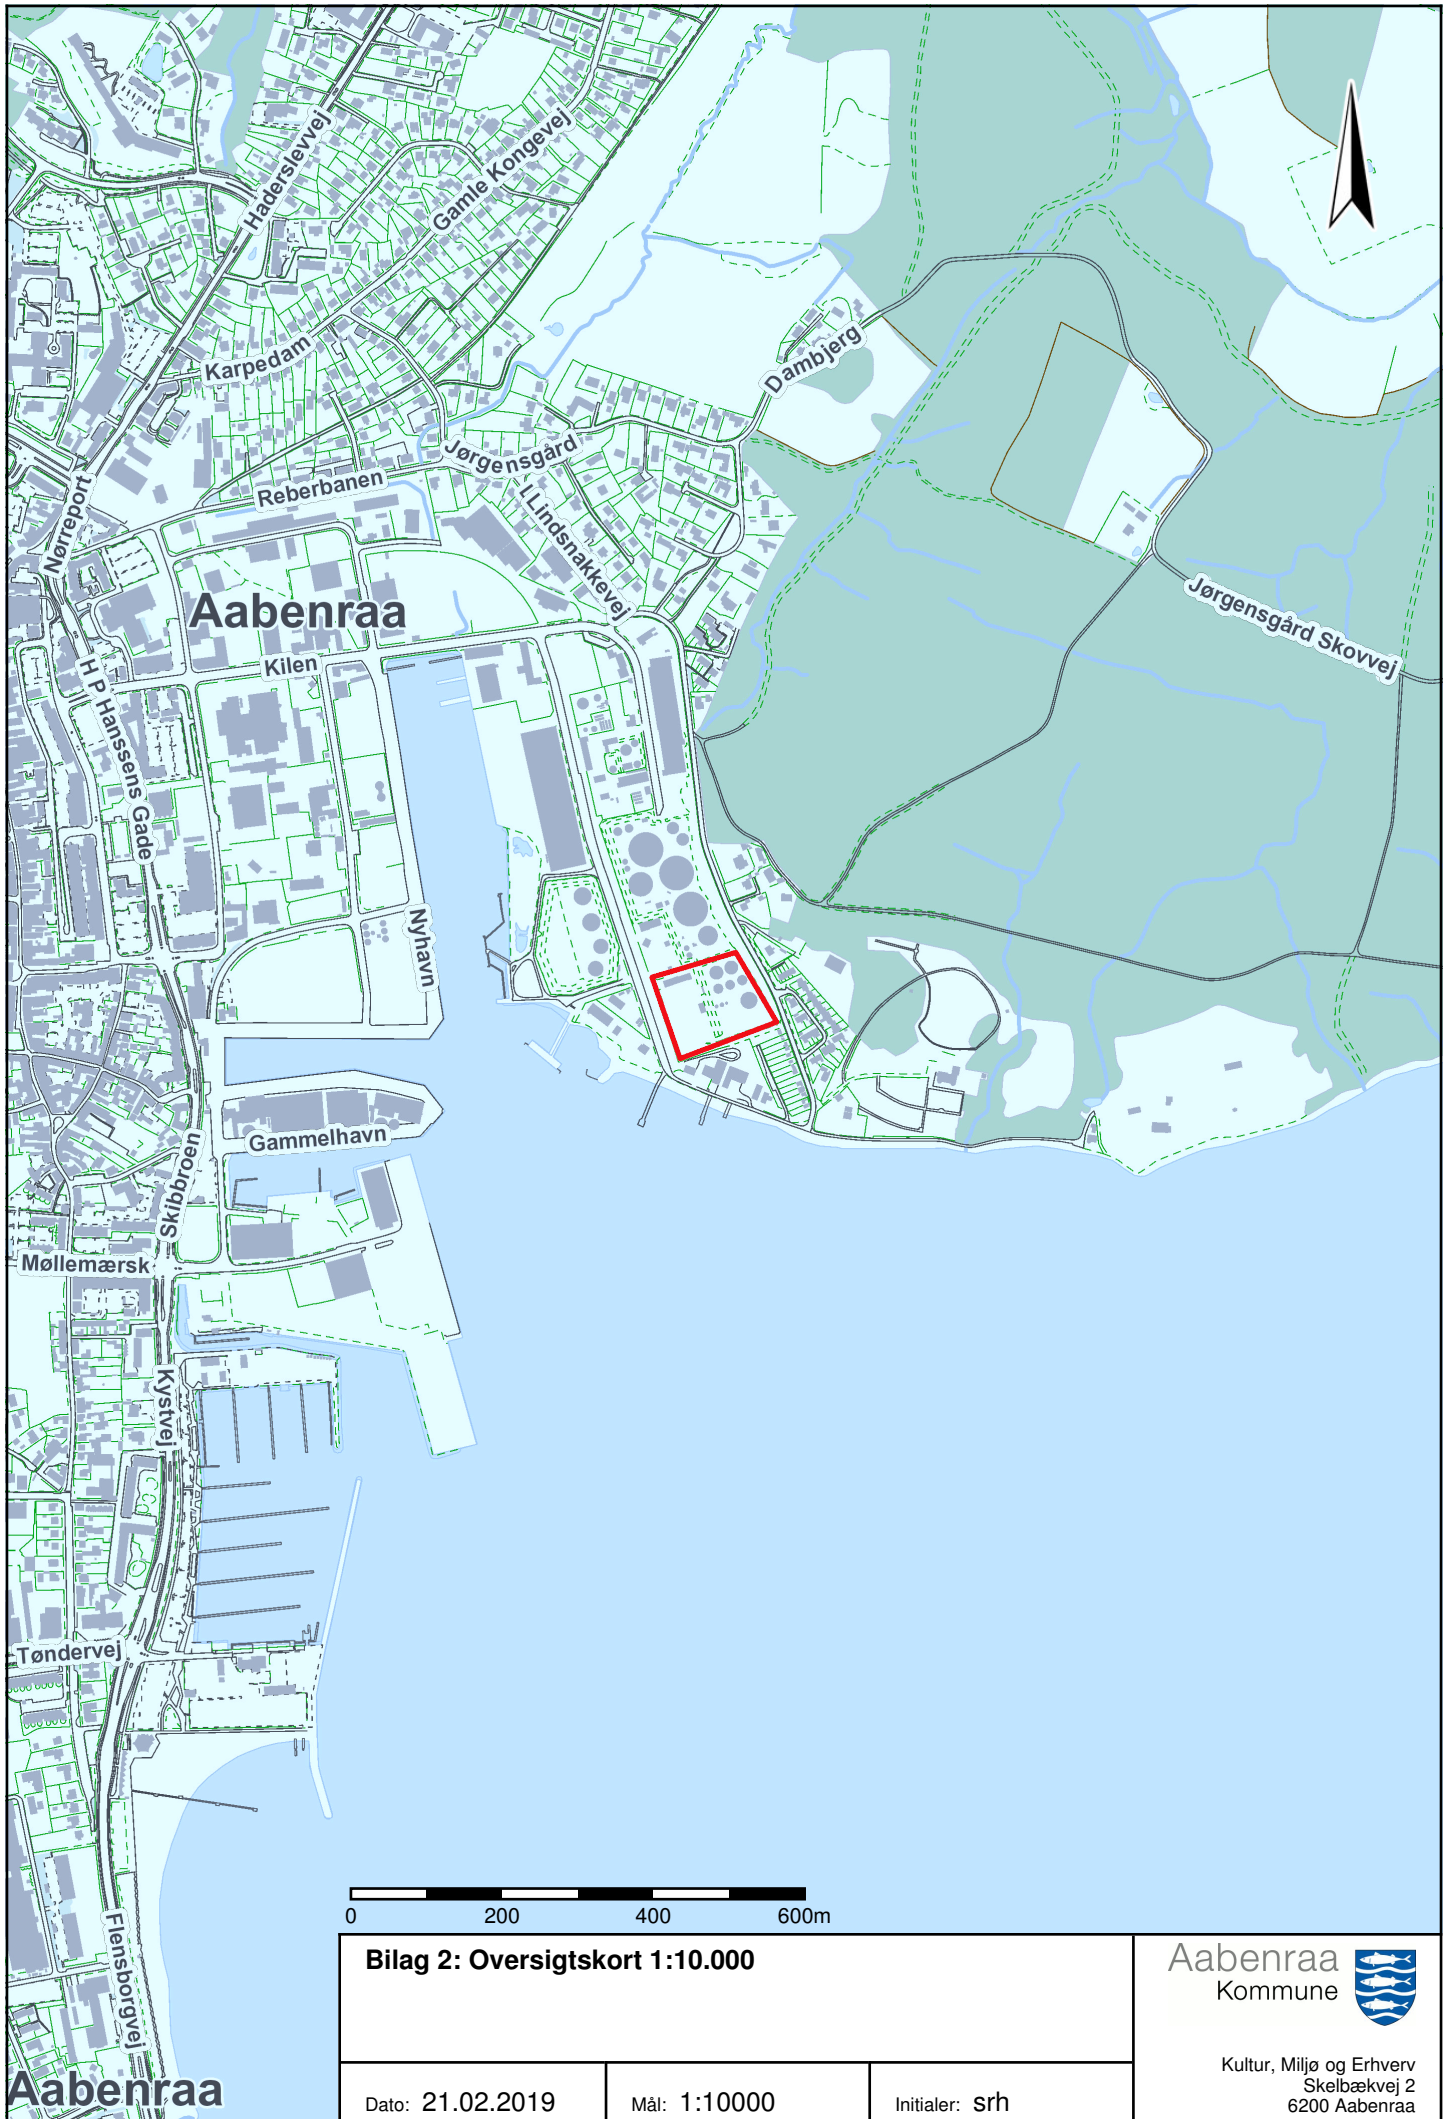 Haderslevvej
Gamle Kongevej
Karpedam
Dambjerg
Jørgensgård
Reberbanen
Lindsnakkevej
Nørreport
Aabenraa
Jørgensgård Skovvej
Kilen
H P Hanssens Gade
Nyhavn
Gammelhavn
Skibbroen
Møllemærsk
Kystvej
Tøndervej
Flensborgvej
Aabenraa
0 200 400 600m
Bilag 2: Oversigtskort 1:10.000
Aabenraa
Kommune
Kultur, Miljø og Erhverv
Skelbækvej 2
6200 Aabenraa
Dato: 21.02.2019
Mål: 1:10000
Initialer: srh